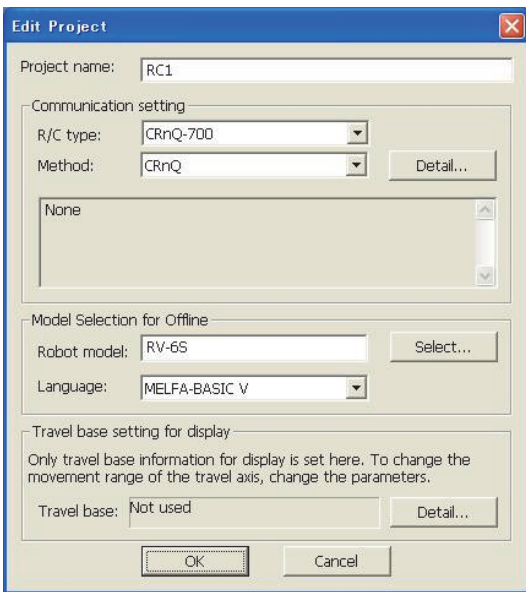 Edit Project
Project name: RC1
Communication setting
R/C type: CRnQ-700
Method: CRnQ Detail...
None
Model Selection for Offline
Robot model: RV-6S Select...
Language: MELFA-BASIC V
Travel base setting for display
Only travel base information for display is set here. To change the
movement range of the travel axis, change the parameters.
Travel base: Not used Detail...
OK Cancel